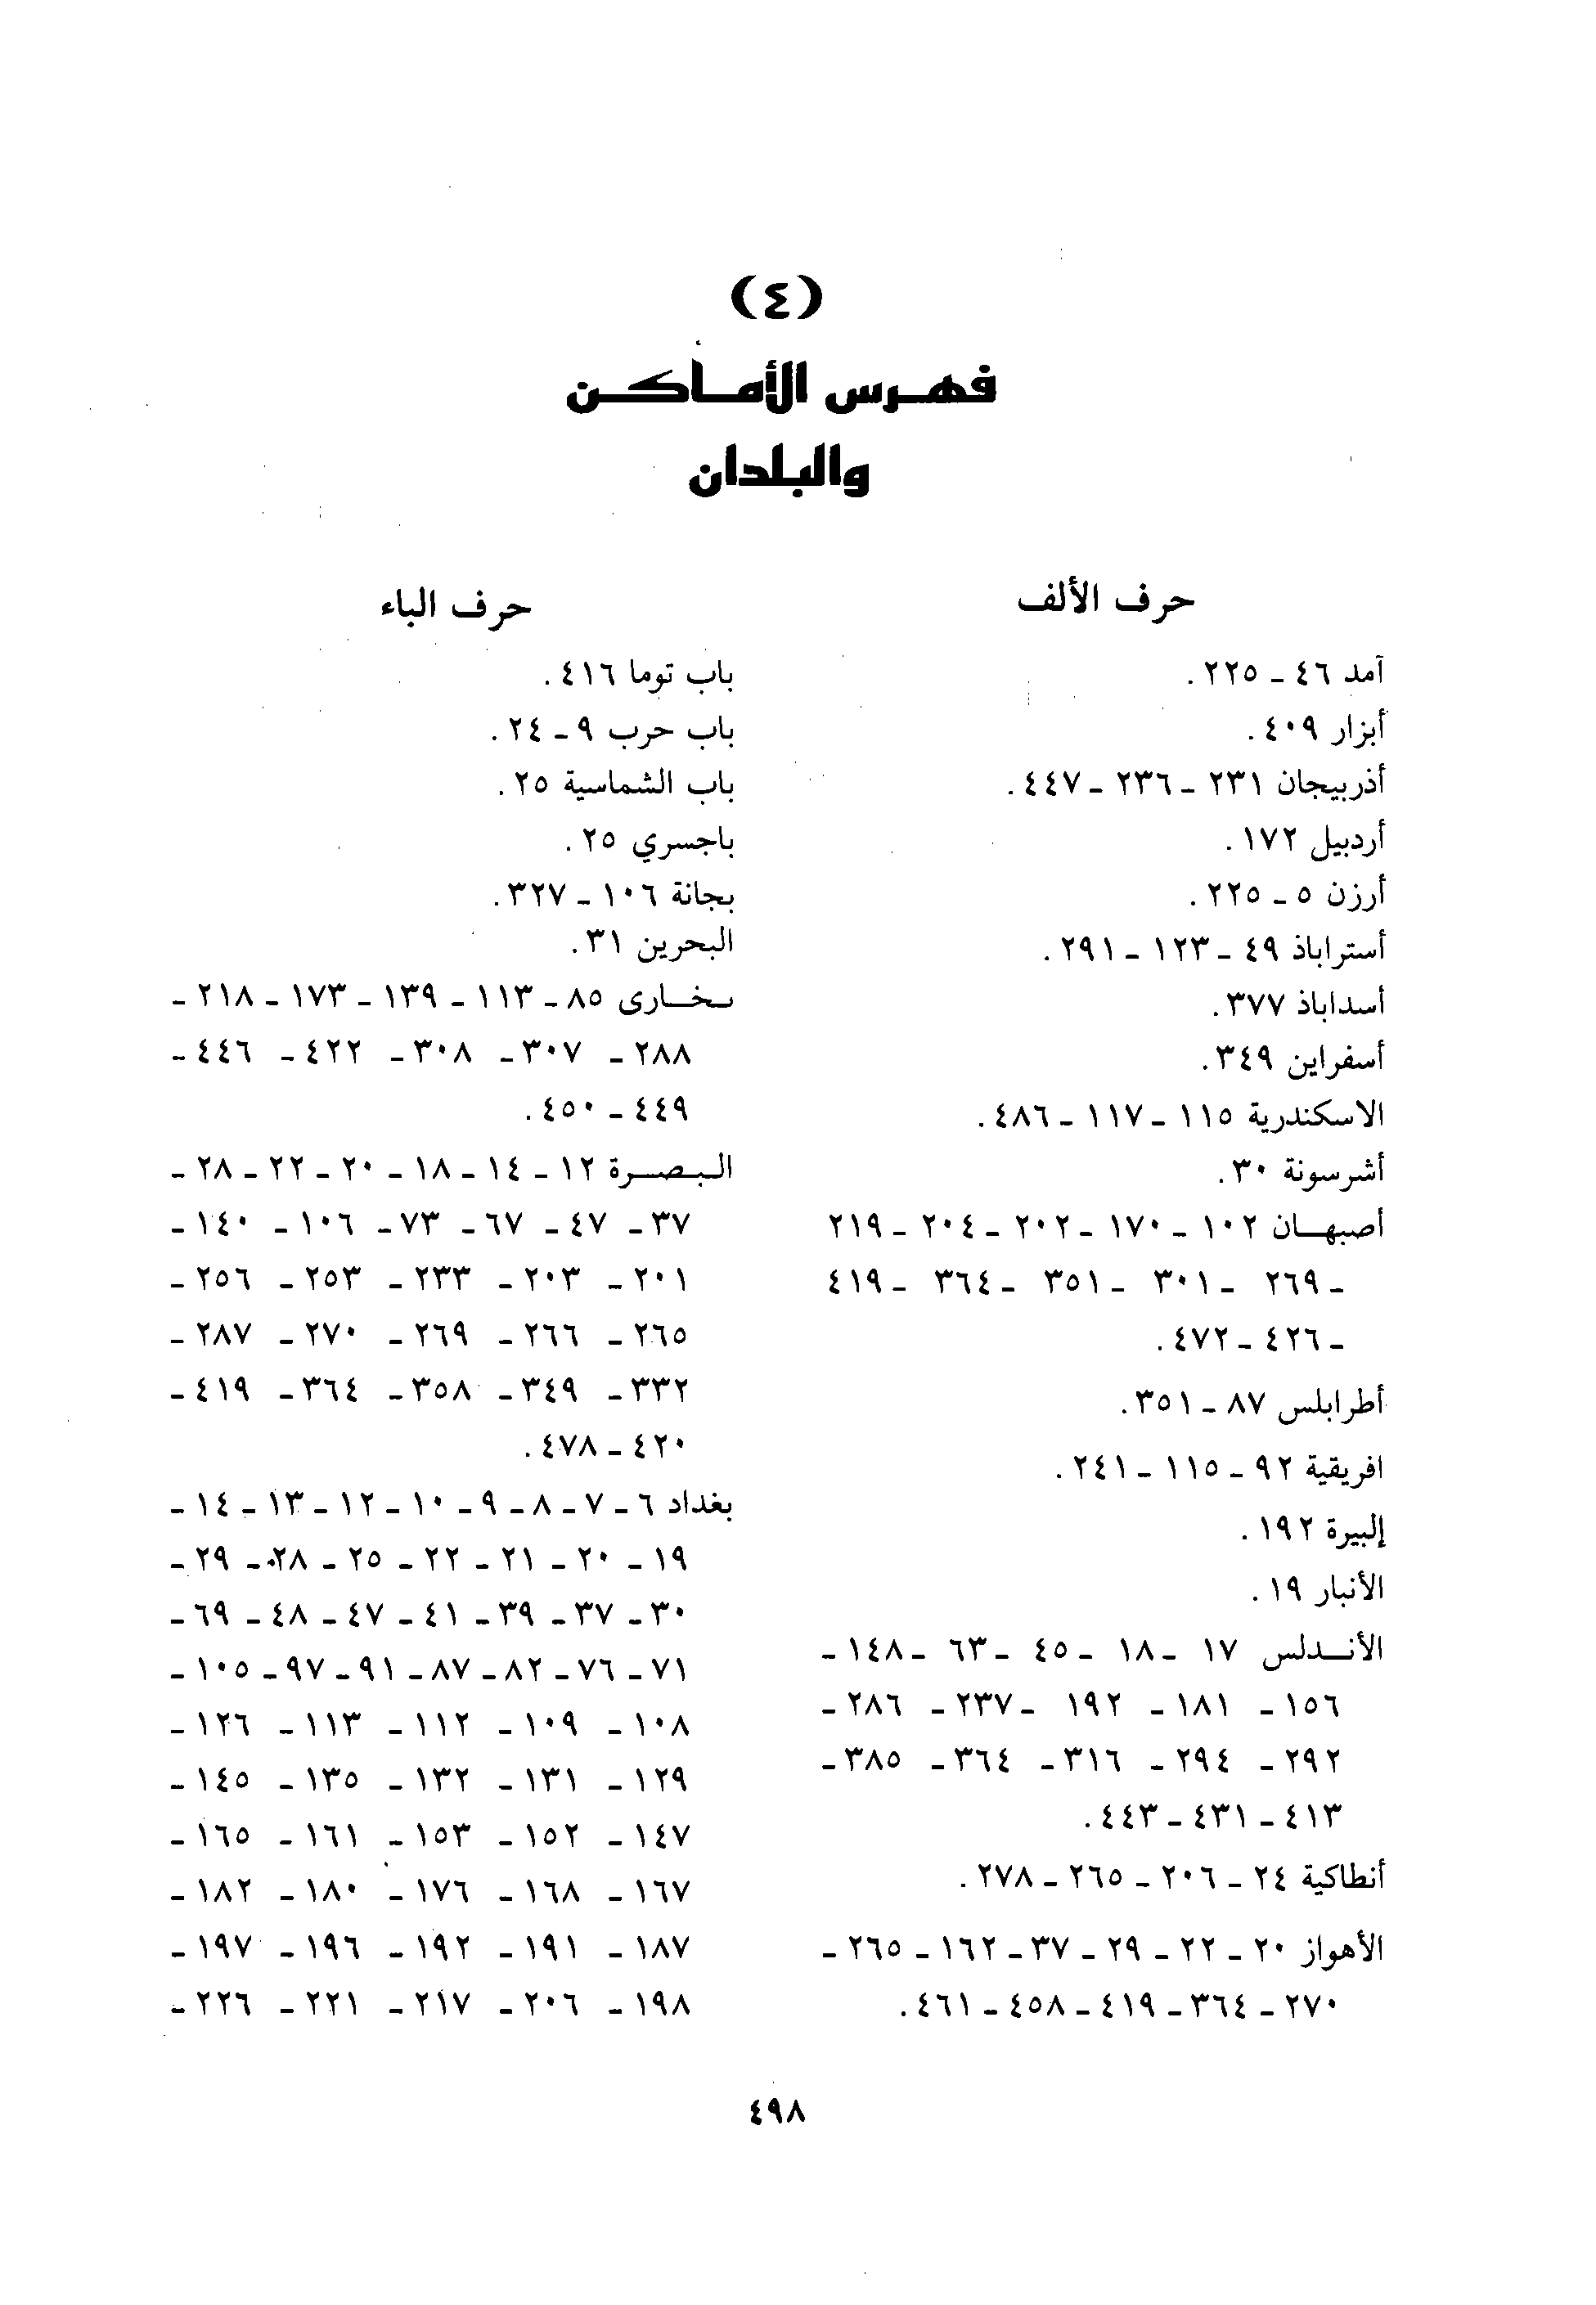 (٤)
فهرس الأماكن
والبلدان
حرف الألف
آمد ٤٦ - ٢٢٥ .
أبزار ٤٠٩ .
أذربيجان ٢٣١ - ٢٣٦ - ٤٤٧ .
أردبيل ١٧٢ .
أرزن ٥ - ٢٢٥ .
أستراباذ ٤٩ - ١٢٣ - ٢٩١ .
أسداباذ ٣٧٧ .
أسفراين ٣٤٩ .
الاسكندرية ١١٥ - ١١٧ - ٤٨٦ .
أشرسونة ٣٠ .
أصبهان ١٠٢ - ١٧٠ - ٢٠٢ - ٢٠٤ - ٢١٩
- ٢٦٩ - ٣٠١ - ٣٥١ - ٣٦٤ - ٤١٩
- ٤٢٦ - ٤٧٢ .
أطرابلس ٨٧ - ٣٥١ .
افريقية ٩٢ - ١١٥ - ٢٤١ .
إلبيرة ١٩٢ .
الأنبار ١٩ .
الأندلس ١٧ - ١٨ - ٤٥ - ٦٣ - ١٤٨ -
١٥٦ - ١٨١ - ١٩٢ - ٢٣٧ - ٢٨٦ -
٢٩٢ - ٢٩٤ - ٣١٦ - ٣٦٤ - ٣٨٥ -
٤١٣ - ٤٣١ - ٤٤٣ .
أنطاكية ٢٤ - ٢٠٦ - ٢٦٥ - ٢٧٨ .
الأهواز ٢٠ - ٢٢ - ٢٩ - ٣٧ - ١٦٢ - ٢٦٥ -
٢٧٠ - ٣٦٤ - ٤١٩ - ٤٥٨ - ٤٦١ .
حرف الباء
باب توما ٤١٦ .
باب حرب ٩ - ٢٤ .
باب الشماسية ٢٥ .
باجسري ٢٥ .
بجانة ١٠٦ - ٣٢٧ .
البحرين ٣١ .
بخارى ٨٥ - ١١٣ - ١٣٩ - ١٧٣ - ٢١٨ -
٢٨٨ - ٣٠٧ - ٣٠٨ - ٤٢٢ - ٤٤٦ -
٤٤٩ - ٤٥٠ .
البصرة ١٢ - ١٤ - ١٨ - ٢٠ - ٢٢ - ٢٨ -
٣٧ - ٤٧ - ٦٧ - ٧٣ - ١٠٦ - ١٤٠ -
٢٠١ - ٢٠٣ - ٢٣٣ - ٢٥٣ - ٢٥٦ -
٢٦٥ - ٢٦٦ - ٢٦٩ - ٢٧٠ - ٢٨٧ -
٣٣٢ - ٣٤٩ - ٣٥٨ - ٣٦٤ - ٤١٩ -
٤٢٠ - ٤٧٨ .
بغداد ٦ - ٧ - ٨ - ٩ - ١٠ - ١٢ - ١٣ - ١٤ -
١٩ - ٢٠ - ٢١ - ٢٢ - ٢٥ - ٢٨ - ٢٩ -
٣٠ - ٣٧ - ٣٩ - ٤١ - ٤٧ - ٤٨ - ٦٩ -
٧١ - ٧٦ - ٨٢ - ٨٧ - ٩١ - ٩٧ - ١٠٥ -
١٠٨ - ١٠٩ - ١١٢ - ١١٣ - ١٢٦ -
١٢٩ - ١٣١ - ١٣٢ - ١٣٥ - ١٤٥ -
١٤٧ - ١٥٢ - ١٥٣ - ١٦١ - ١٦٥ -
١٦٧ - ١٦٨ - ١٧٦ - ١٨٠ - ١٨٢ -
١٨٧ - ١٩١ - ١٩٢ - ١٩٦ - ١٩٧ -
١٩٨ - ٢٠٦ - ٢١٧ - ٢٢١ - ٢٢٦ -
٤٩٨